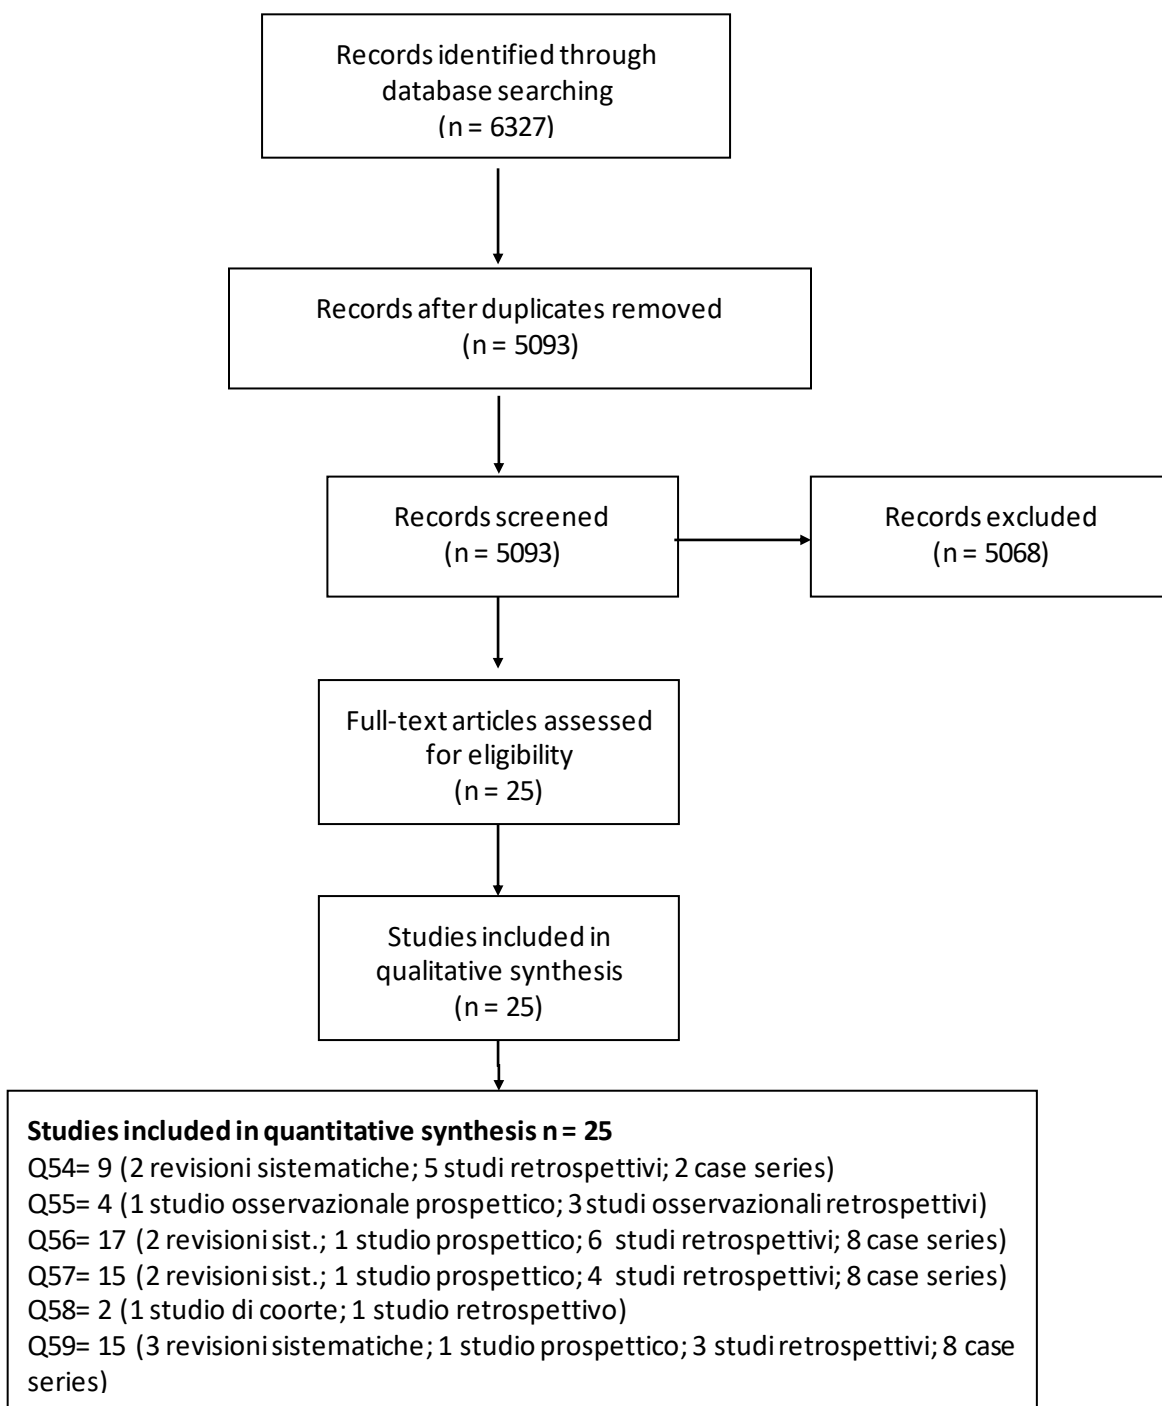 Records identified through
database searching
(n = 6327)
Records after duplicates removed
(n = 5093)
Records screened
(n = 5093)
Records excluded
(n = 5068)
Full-text articles assessed
for eligibility
(n = 25)
Studies included in
qualitative synthesis
(n = 25)
Studies included in quantitative synthesis n = 25
Q54= 9 (2 revisioni sistematiche; 5 studi retrospettivi; 2 case series)
Q55= 4 (1 studio osservazionale prospettico; 3 studi osservazionali retrospettivi)
Q56= 17 (2 revisioni sist.; 1 studio prospettico; 6 studi retrospettivi; 8 case series)
Q57= 15 (2 revisioni sist.; 1 studio prospettico; 4 studi retrospettivi; 8 case series)
Q58= 2 (1 studio di coorte; 1 studio retrospettivo)
Q59= 15 (3 revisioni sistematiche; 1 studio prospettico; 3 studi retrospettivi; 8 case
series)